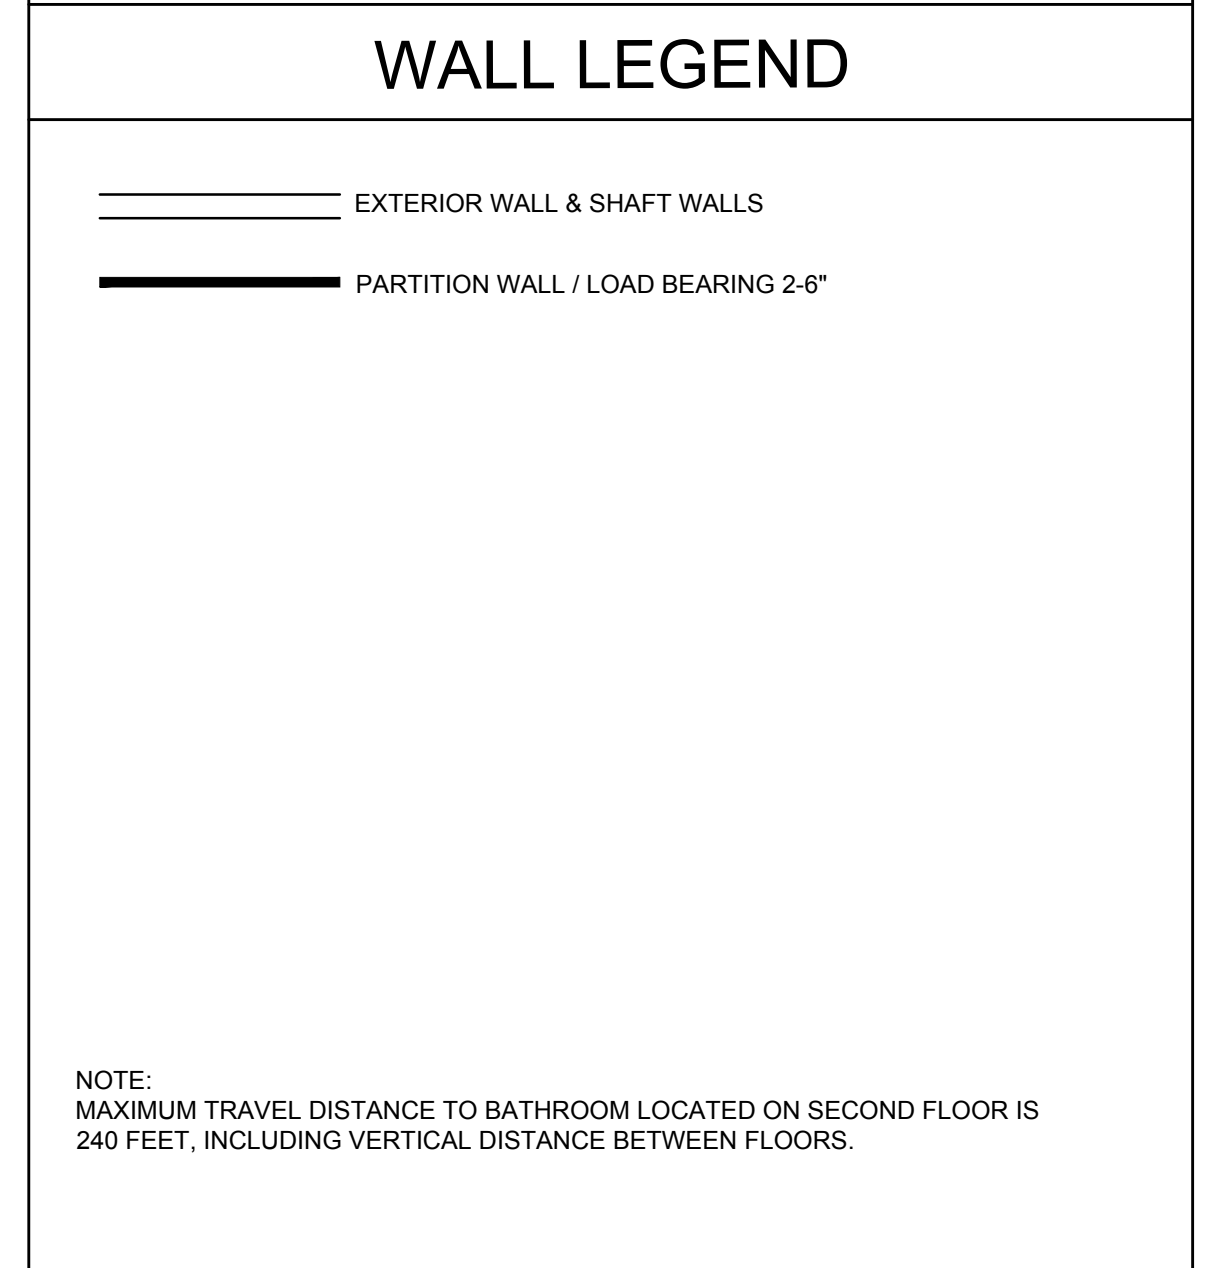 WALL LEGEND
EXTERIOR WALL & SHAFT WALLS
PARTITION WALL / LOAD BEARING 2-6"
NOTE:
MAXIMUM TRAVEL DISTANCE TO BATHROOM LOCATED ON SECOND FLOOR IS
240 FEET, INCLUDING VERTICAL DISTANCE BETWEEN FLOORS.